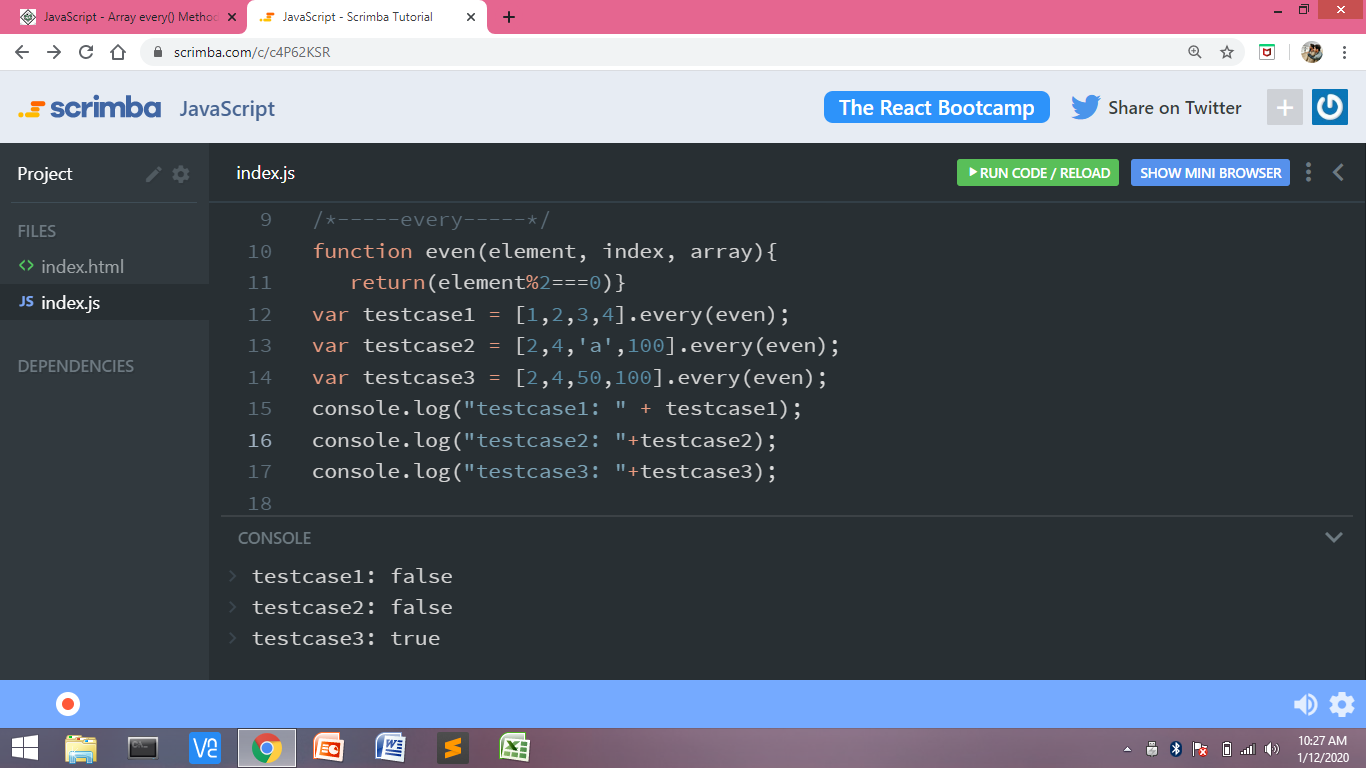 JavaScript - Array every() Method
JavaScript - Scrimba Tutorial
scrimba.com/c/c4P62KSR
scrimba JavaScript
The React Bootcamp
Share on Twitter
Project
index.js
RUN CODE / RELOAD
SHOW MINI BROWSER
FILES
<> index.html
JS index.js
DEPENDENCIES
9 /*-----every-----*/
10 function even(element, index, array){
11 return(element%2===0)}
12 var testcase1 = [1,2,3,4].every(even);
13 var testcase2 = [2,4,'a',100].every(even);
14 var testcase3 = [2,4,50,100].every(even);
15 console.log("testcase1: " + testcase1);
16 console.log("testcase2: "+testcase2);
17 console.log("testcase3: "+testcase3);
18
CONSOLE
testcase1: false
testcase2: false
testcase3: true
10:27 AM
1/12/2020